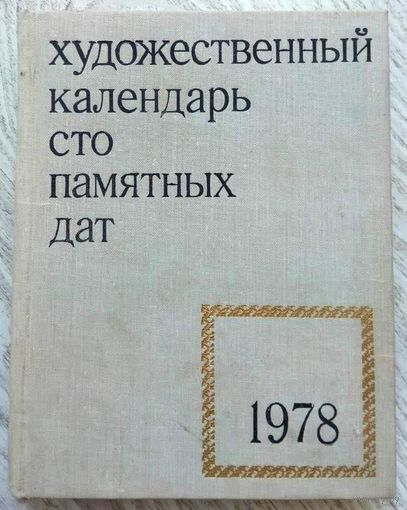 художественный
календарь
сто
памятных
дат
1978